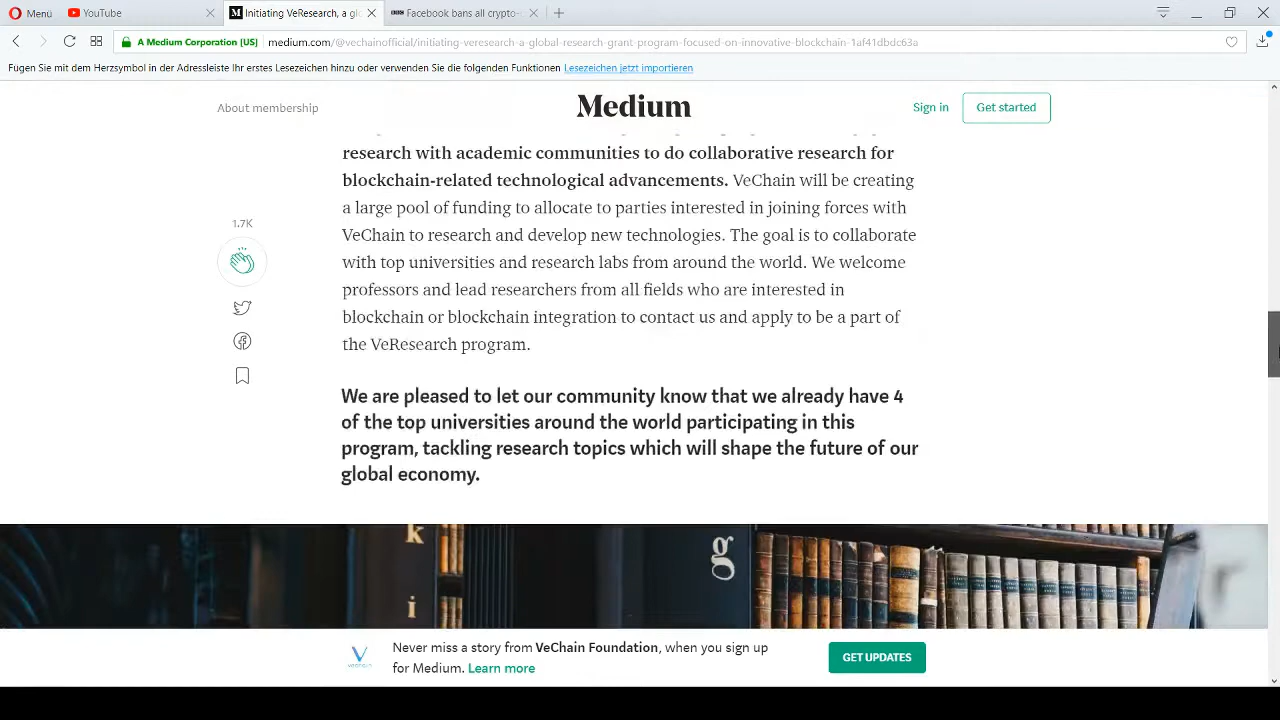 Menü
YouTube
Initiating VeResearch, a gl
Facebook bans all crypto-
A Medium Corporation [US]
medium.com/@vechainofficial/initiating-veresearch-a-global-research-grant-program-focused-on-innovative-blockchain-1af41dbdc63a
Fügen Sie mit dem Herzsymbol in der Adressleiste Ihr erstes Lesezeichen hinzu oder verwenden Sie die folgenden Funktionen Lesezeichen jetzt importieren
About membership
Medium
Sign in
Get started
research with academic communities to do collaborative research for
blockchain-related technological advancements. VeChain will be creating
a large pool of funding to allocate to parties interested in joining forces with
VeChain to research and develop new technologies. The goal is to collaborate
with top universities and research labs from around the world. We welcome
professors and lead researchers from all fields who are interested in
blockchain or blockchain integration to contact us and apply to be a part of
the VeResearch program.
1.7K
We are pleased to let our community know that we already have 4
of the top universities around the world participating in this
program, tackling research topics which will shape the future of our
global economy.
k
g
i
Never miss a story from VeChain Foundation, when you sign up
for Medium. Learn more
GET UPDATES